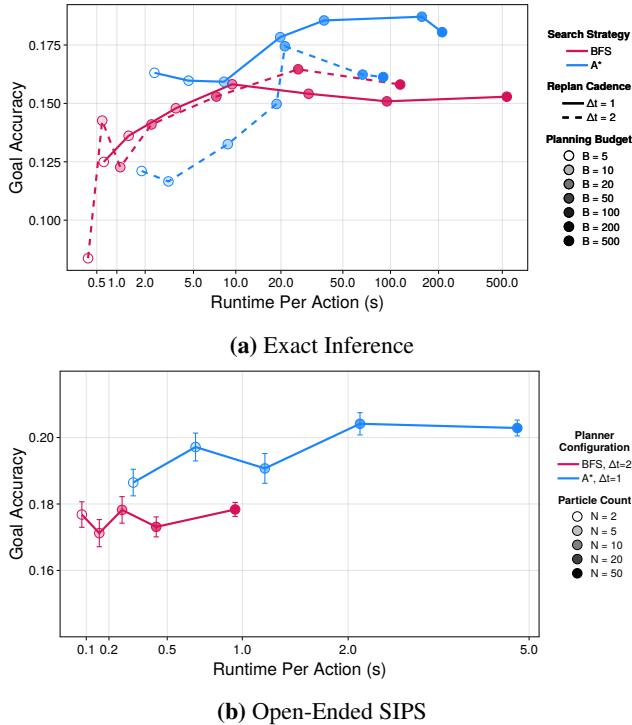 0.175
0.150
0.125
0.100
Goal Accuracy
0.5 1.0 2.0 5.0 10.0 20.0 50.0 100.0 200.0 500.0
Runtime Per Action (s)
Search Strategy
BFS
A*
Replan Cadence
Δt = 1
Δt = 2
Planning Budget
B = 5
B = 10
B = 20
B = 50
B = 100
B = 200
B = 500
(a) Exact Inference
0.20
0.18
0.16
Goal Accuracy
0.1 0.2 0.5 1.0 2.0 5.0
Runtime Per Action (s)
Planner
Configuration
BFS, Δt=2
A*, Δt=1
Particle Count
N = 2
N = 5
N = 10
N = 20
N = 50
(b) Open-Ended SIPS